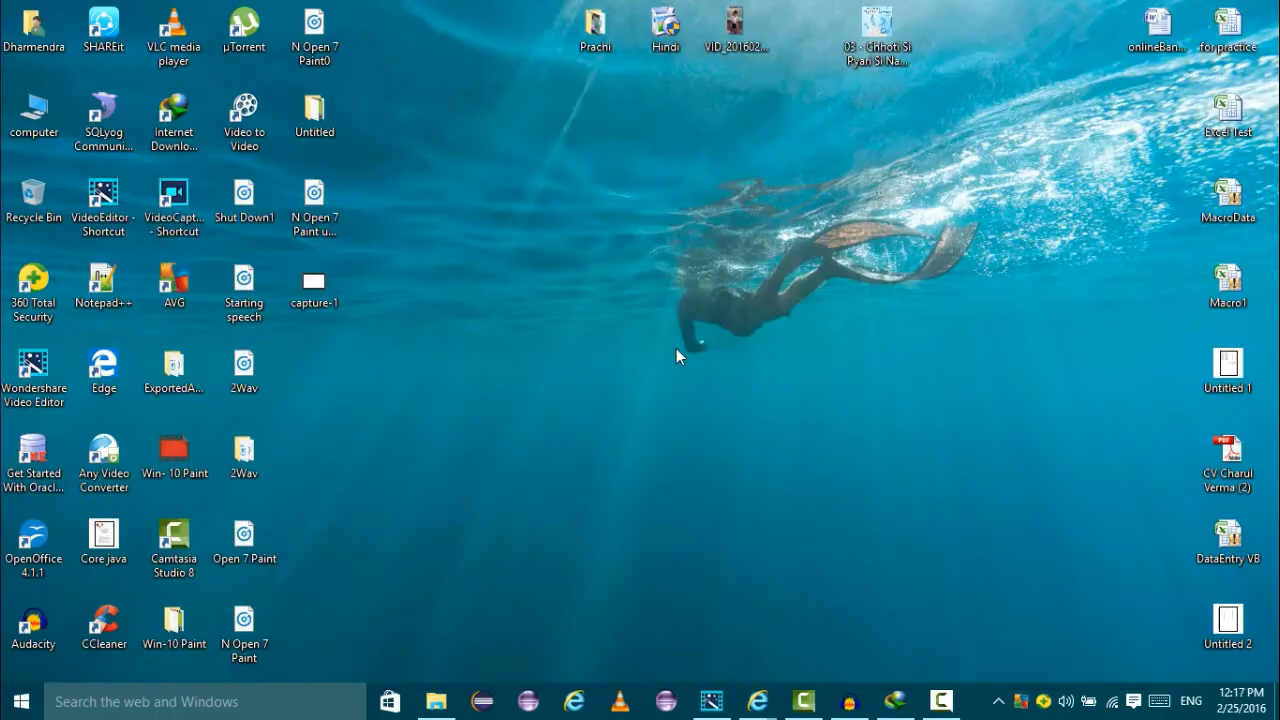 Dharmendra
SHAREit
VLC media
player
µTorrent
N Open 7
Paint0
Prachi
Hindi
VID_201602...
03 - Chhoti Si
Pyari Si Na...
onlineBan...
for practice
computer
SQLyog
Communi...
Internet
Downlo...
Video to
Video
Untitled
Excel Test
Recycle Bin
VideoEditor -
Shortcut
VideoCapt...
- Shortcut
Shut Down1
N Open 7
Paint u...
MacroData
360 Total
Security
Notepad++
AVG
Starting
speech
capture-1
Macro1
Wondershare
Video Editor
Edge
ExportedA...
2Wav
Untitled 1
Get Started
With Oracl...
Any Video
Converter
Win- 10 Paint
2Wav
CV Charul
Verma (2)
OpenOffice
4.1.1
Core java
Camtasia
Studio 8
Open 7 Paint
DataEntry VB
Audacity
CCleaner
Win-10 Paint
N Open 7
Paint
Untitled 2
Search the web and Windows
ENG
12:17 PM
2/25/2016